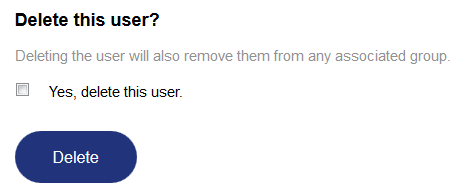 Delete this user?
Deleting the user will also remove them from any associated group.
Yes, delete this user.
Delete